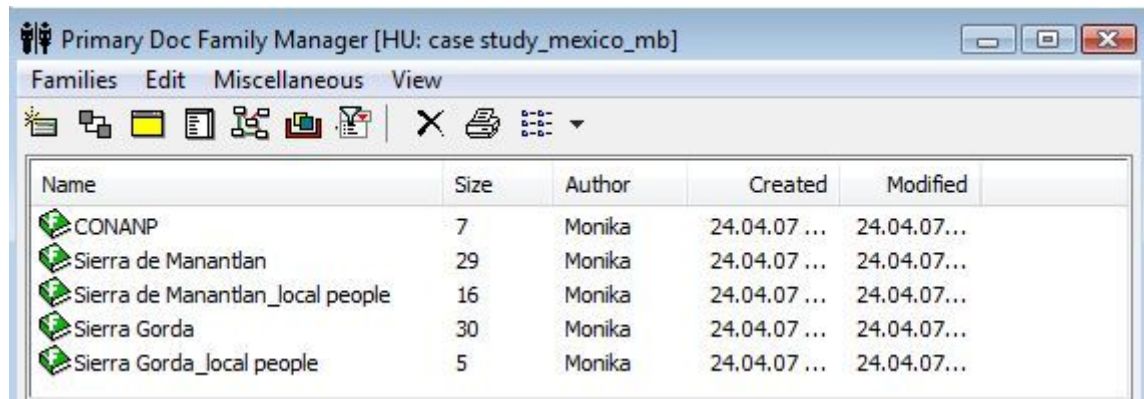 Primary Doc Family Manager [HU: case study_mexico_mb]
Families Edit Miscellaneous View
Name Size Author Created Modified
CONANP 7 Monika 24.04.07 ... 24.04.07...
Sierra de Manantlan 29 Monika 24.04.07 ... 24.04.07...
Sierra de Manantlan_local people 16 Monika 24.04.07 ... 24.04.07...
Sierra Gorda 30 Monika 24.04.07 ... 24.04.07...
Sierra Gorda_local people 5 Monika 24.04.07 ... 24.04.07...